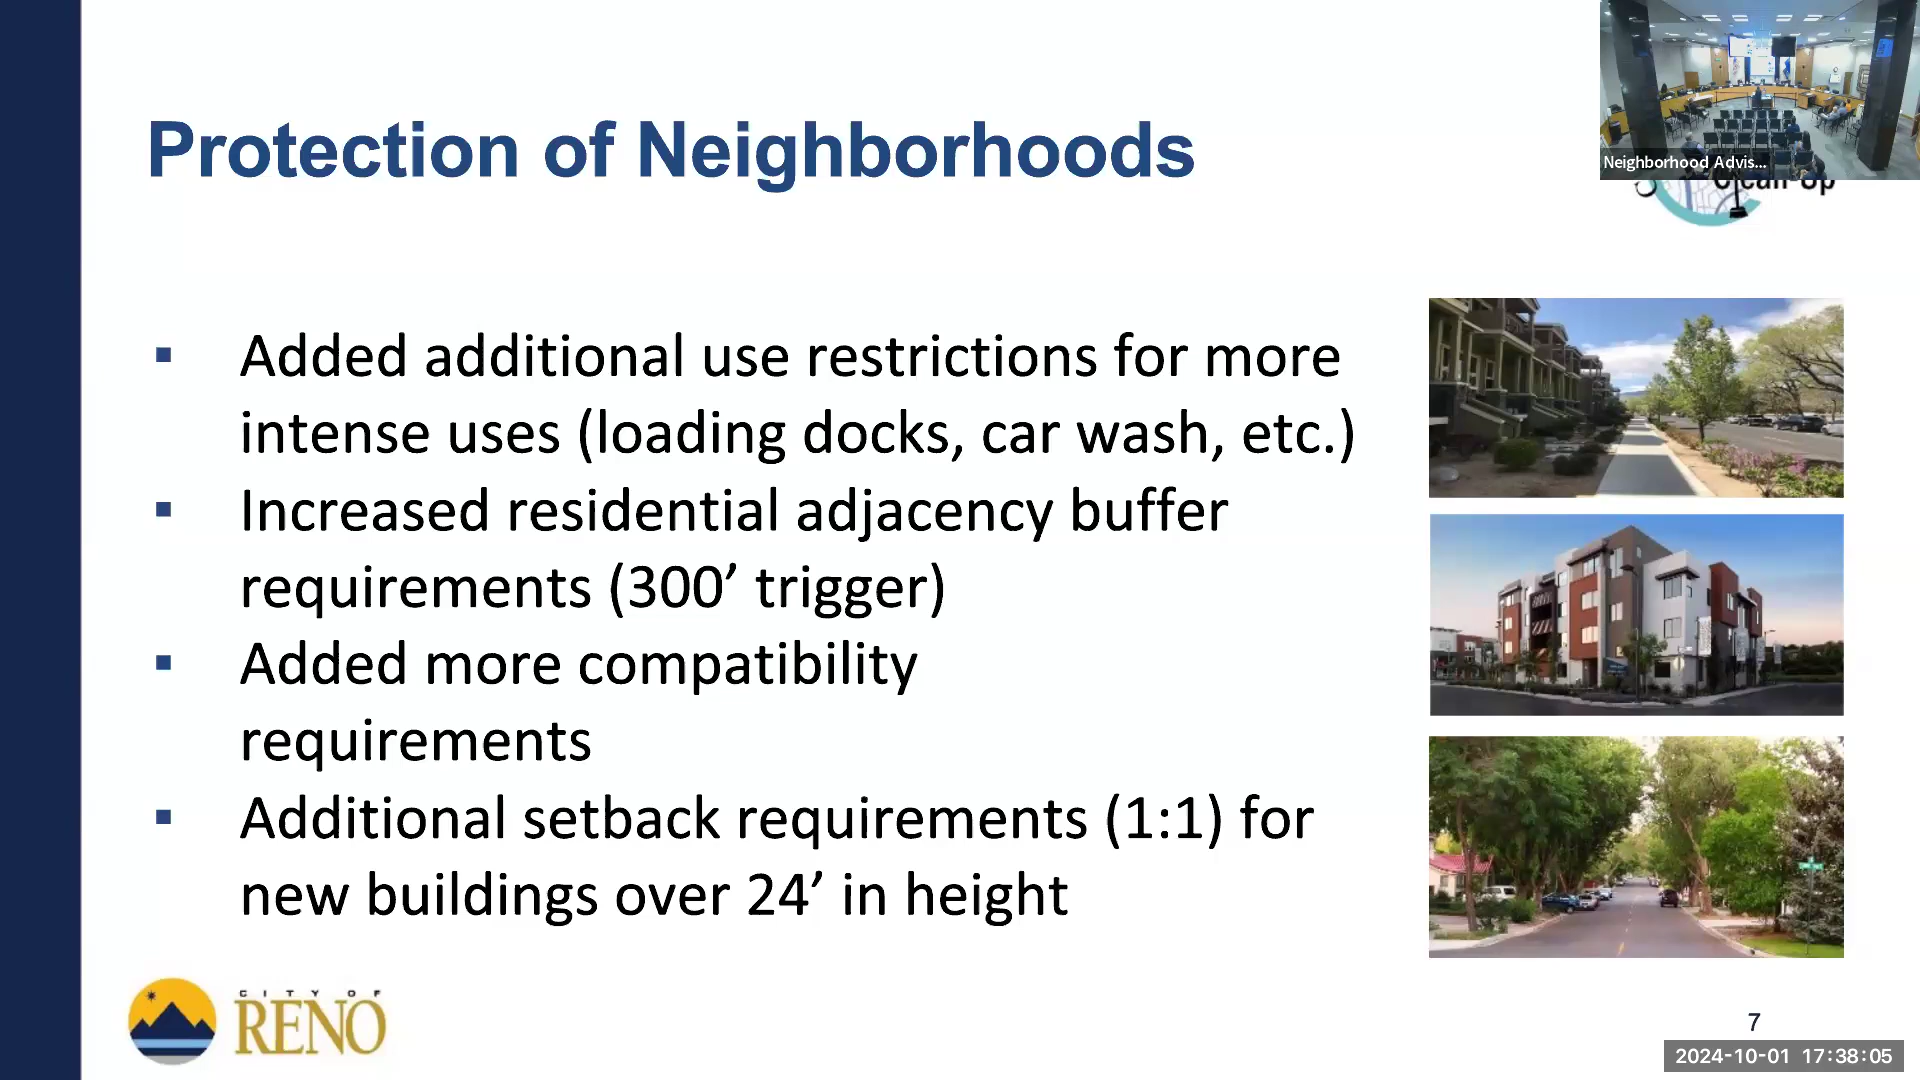 Protection of Neighborhoods
Neighborhood Advis...
Clean-Up
▪ Added additional use restrictions for more
intense uses (loading docks, car wash, etc.)
▪ Increased residential adjacency buffer
requirements (300’ trigger)
▪ Added more compatibility
requirements
▪ Additional setback requirements (1:1) for
new buildings over 24’ in height
CITY OF
RENO
7
2024-10-01 17:38:05